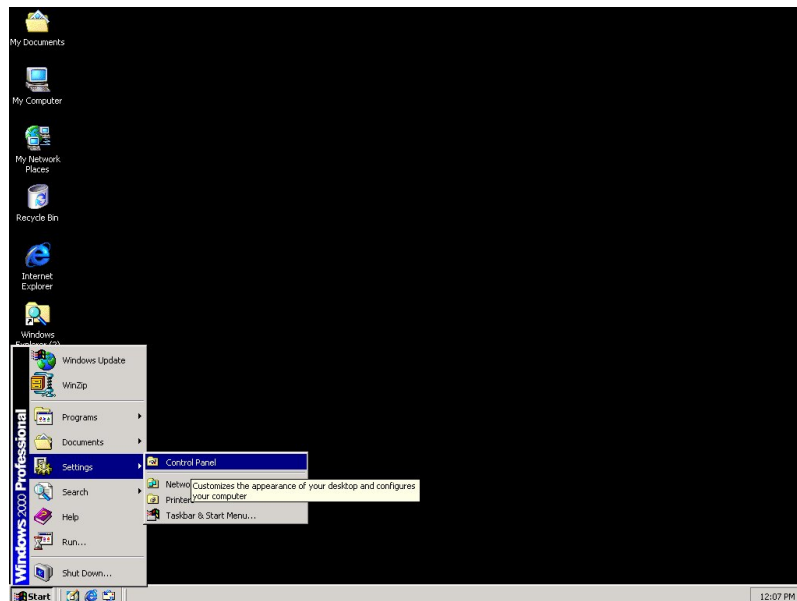 My Documents
My Computer
My Network
Places
Recycle Bin
Internet
Explorer
Windows
Explorer (2)
Windows 2000 Professional
Windows Update
WinZip
Programs
Documents
Settings
Search
Help
Run...
Shut Down...
Control Panel
Netwo
Customizes the appearance of your desktop and configures
your computer
Printer
Taskbar & Start Menu...
Start
12:07 PM